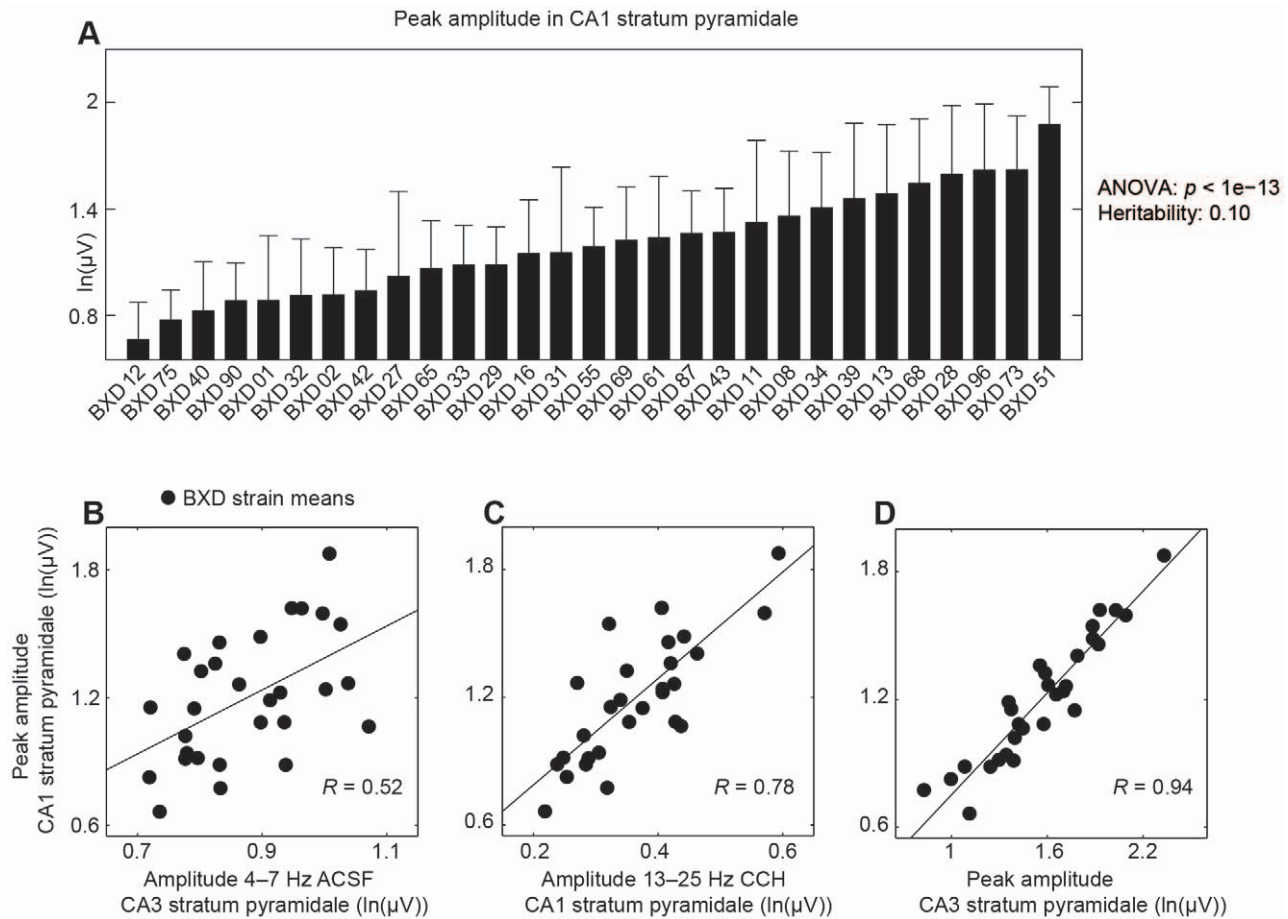 A
Peak amplitude in CA1 stratum pyramidale
ln(µV)
2
1.4
0.8
ANOVA: p < 1e−13
Heritability: 0.10
BXD 12
BXD 75
BXD 40
BXD 90
BXD 01
BXD 32
BXD 02
BXD 42
BXD 27
BXD 65
BXD 33
BXD 29
BXD 16
BXD 31
BXD 55
BXD 69
BXD 61
BXD 87
BXD 43
BXD 11
BXD 08
BXD 34
BXD 39
BXD 13
BXD 68
BXD 28
BXD 96
BXD 73
BXD 51
BXD strain means
B
Peak amplitude
CA1 stratum pyramidale (ln(µV))
1.8
1.2
0.6
R = 0.52
0.7
0.9
1.1
Amplitude 4–7 Hz ACSF
CA3 stratum pyramidale (ln(µV))
C
1.8
1.2
0.6
R = 0.78
0.2
0.4
0.6
Amplitude 13–25 Hz CCH
CA1 stratum pyramidale (ln(µV))
D
1.8
1.2
0.6
R = 0.94
1
1.6
2.2
Peak amplitude
CA3 stratum pyramidale (ln(µV))